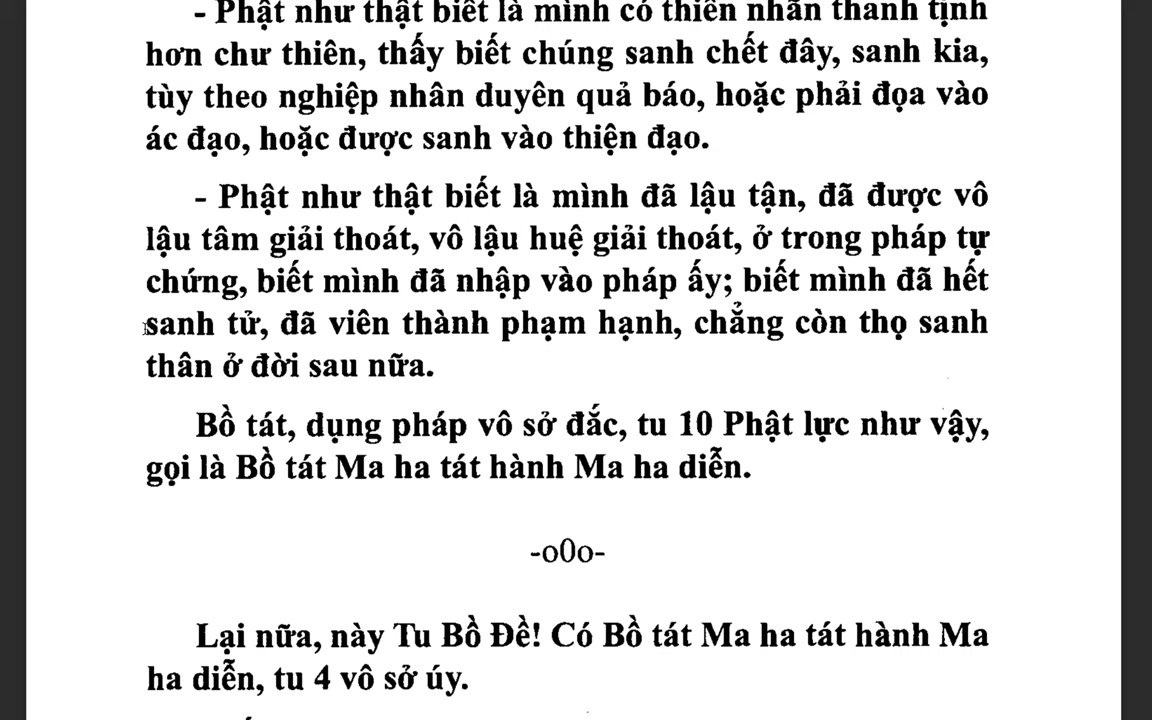 - Phật như thật biết là mình có thiên nhãn thanh tịnh
hơn chư thiên, thấy biết chúng sanh chết đây, sanh kia,
tùy theo nghiệp nhân duyên quả báo, hoặc phải đọa vào
ác đạo, hoặc được sanh vào thiện đạo.
- Phật như thật biết là mình đã lậu tận, đã được vô
lậu tâm giải thoát, vô lậu huệ giải thoát, ở trong pháp tự
chứng, biết mình đã nhập vào pháp ấy; biết mình đã hết
sanh tử, đã viên thành phạm hạnh, chẳng còn thọ sanh
thân ở đời sau nữa.
Bồ tát, dụng pháp vô sở đắc, tu 10 Phật lực như vậy,
gọi là Bồ tát Ma ha tát hành Ma ha diễn.
-o0o-
Lại nữa, này Tu Bồ Đề! Có Bồ tát Ma ha tát hành Ma
ha diễn, tu 4 vô sở úy.